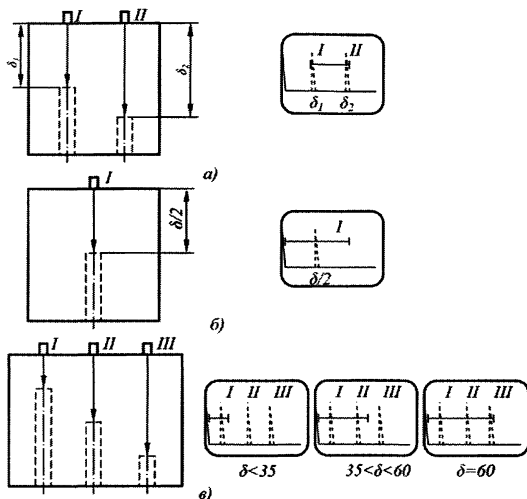 I II
δ₁
δ₂
I II
δ₁ δ₂
а)
I
δ/2
I
δ/2
б)
I II III
I II III
I II III
I II III
δ<35
35<δ<60
δ=60
в)